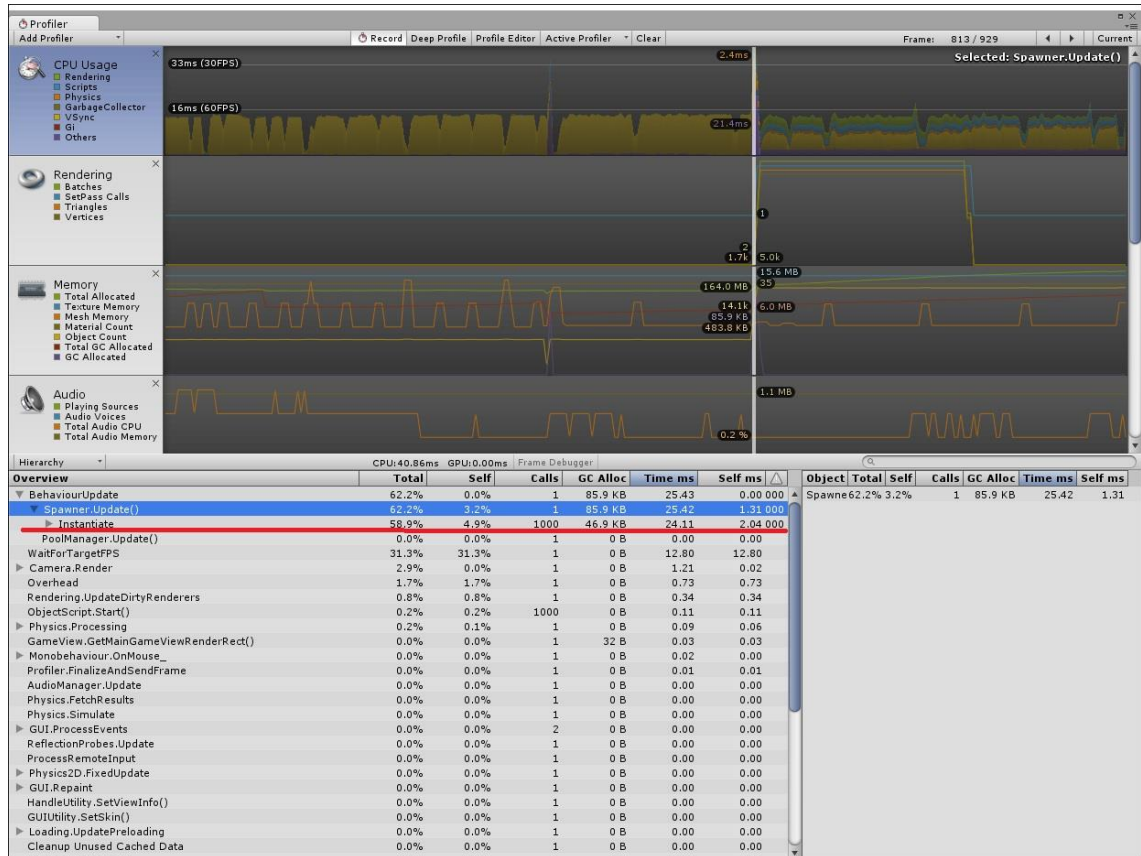 Profiler
Add Profiler Record Deep Profile Profile Editor Active Profiler Clear Frame: 813 / 929 Current
CPU Usage
Rendering
Scripts
Physics
GarbageCollector
VSync
Gi
Others
33ms (30FPS)
16ms (60FPS)
2.4ms
21.4ms
Selected: Spawner.Update()
Rendering
Batches
SetPass Calls
Triangles
Vertices
1
2
1.7k 5.0k
Memory
Total Allocated
Texture Memory
Mesh Memory
Material Count
Object Count
Total GC Allocated
GC Allocated
15.6 MB
164.0 MB 35
14.1k 6.0 MB
85.9 KB
483.8 KB
Audio
Playing Sources
Audio Voices
Total Audio CPU
Total Audio Memory
1.1 MB
0.2 %
Hierarchy CPU:40.86ms GPU:0.00ms Frame Debugger
Overview Total Self Calls GC Alloc Time ms Self ms Object Total Self Calls GC Alloc Time ms Self ms
BehaviourUpdate 62.2% 0.0% 1 85.9 KB 25.43 0.00 000 Spawne 62.2% 3.2% 1 85.9 KB 25.42 1.31
Spawner.Update() 62.2% 3.2% 1 85.9 KB 25.42 1.31 000
Instantiate 58.9% 4.9% 1000 46.9 KB 24.11 2.04 000
PoolManager.Update() 0.0% 0.0% 1 0 B 0.00 0.00
WaitForTargetFPS 31.3% 31.3% 1 0 B 12.80 12.80
Camera.Render 2.9% 0.0% 1 0 B 1.21 0.02
Overhead 1.7% 1.7% 1 0 B 0.73 0.73
Rendering.UpdateDirtyRenderers 0.8% 0.8% 1 0 B 0.34 0.34
ObjectScript.Start() 0.2% 0.2% 1000 0 B 0.11 0.11
Physics.Processing 0.2% 0.1% 1 0 B 0.09 0.06
GameView.GetMainGameViewRenderRect() 0.0% 0.0% 1 32 B 0.03 0.03
Monobehaviour.OnMouse_ 0.0% 0.0% 1 0 B 0.02 0.00
Profiler.FinalizeAndSendFrame 0.0% 0.0% 1 0 B 0.01 0.01
AudioManager.Update 0.0% 0.0% 1 0 B 0.00 0.00
Physics.FetchResults 0.0% 0.0% 1 0 B 0.00 0.00
Physics.Simulate 0.0% 0.0% 1 0 B 0.00 0.00
GUI.ProcessEvents 0.0% 0.0% 2 0 B 0.00 0.00
ReflectionProbes.Update 0.0% 0.0% 1 0 B 0.00 0.00
ProcessRemoteInput 0.0% 0.0% 1 0 B 0.00 0.00
Physics2D.FixedUpdate 0.0% 0.0% 1 0 B 0.00 0.00
GUI.Repaint 0.0% 0.0% 1 0 B 0.00 0.00
HandleUtility.SetViewInfo() 0.0% 0.0% 1 0 B 0.00 0.00
GUIUtility.SetSkin() 0.0% 0.0% 1 0 B 0.00 0.00
Loading.UpdatePreloading 0.0% 0.0% 1 0 B 0.00 0.00
Cleanup Unused Cached Data 0.0% 0.0% 1 0 B 0.00 0.00